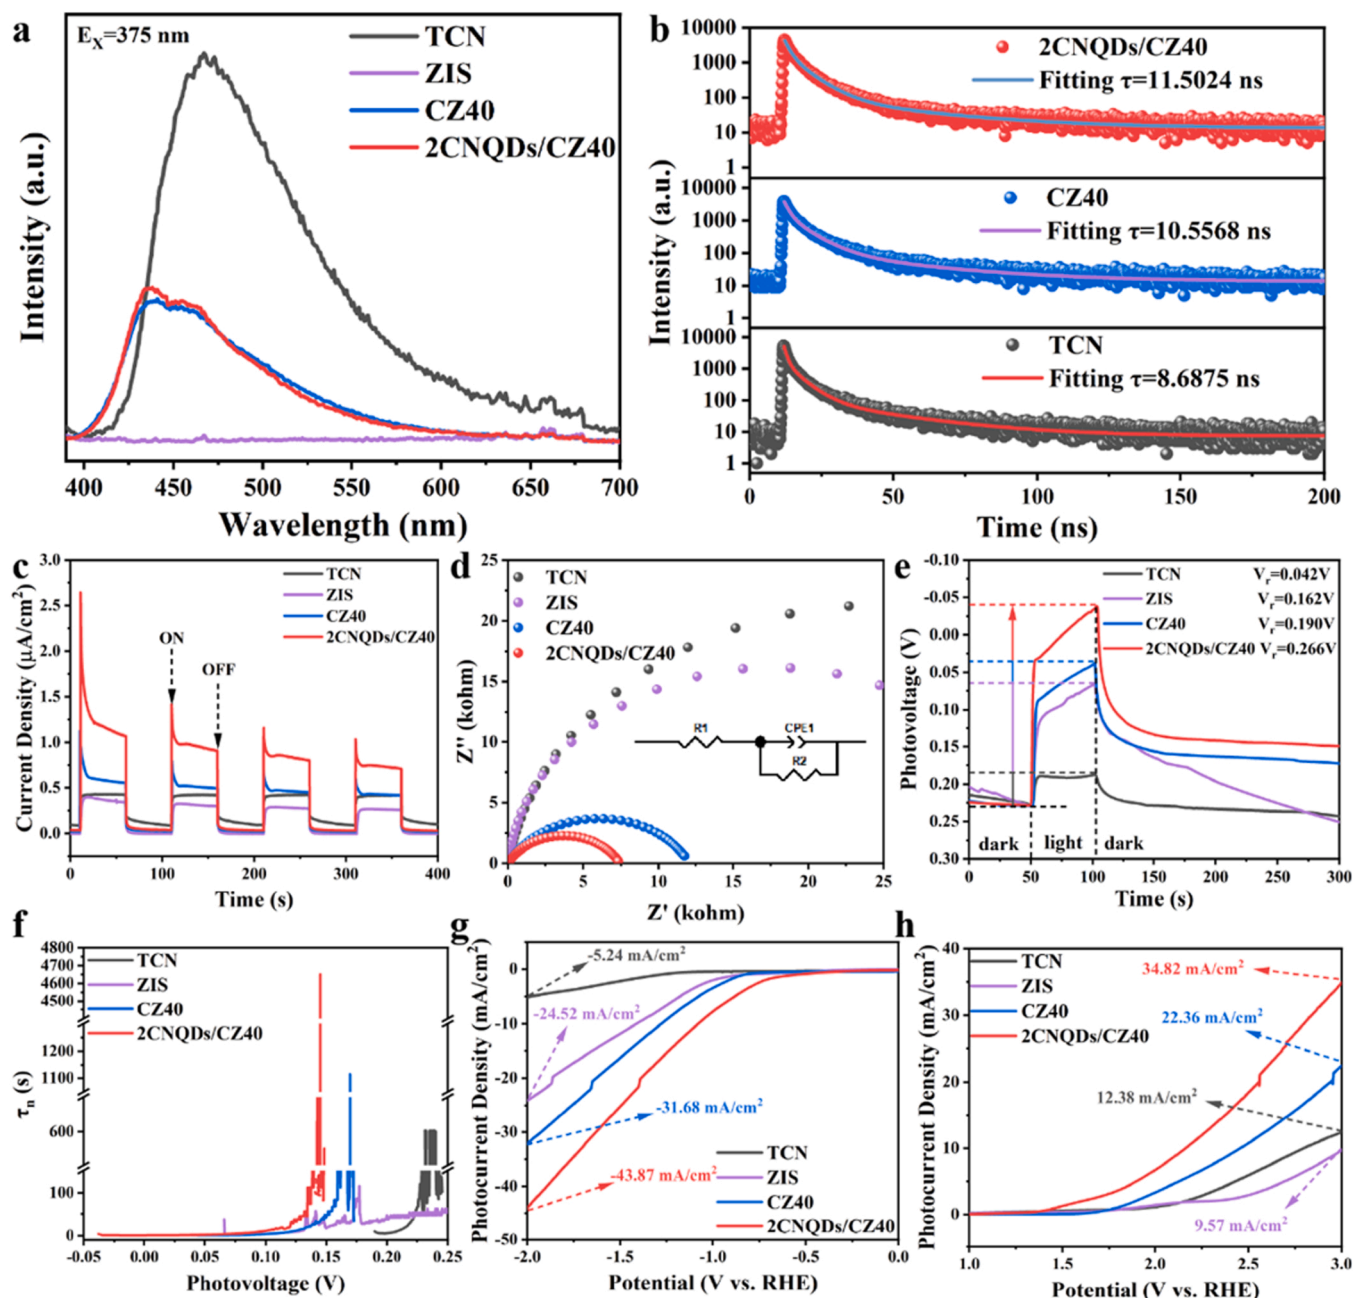 a
E_X=375 nm
TCN
ZIS
CZ40
2CNQDs/CZ40
Intensity (a.u.)
400 450 500 550 600 650 700
Wavelength (nm)
b
10000
1000
100
10
1
2CNQDs/CZ40
Fitting τ=11.5024 ns
10000
1000
100
10
1
CZ40
Fitting τ=10.5568 ns
10000
1000
100
10
1
TCN
Fitting τ=8.6875 ns
Intensity (a.u.)
0 50 100 150 200
Time (ns)
c
3.0
2.5
2.0
1.5
1.0
0.5
0.0
TCN
ZIS
CZ40
2CNQDs/CZ40
ON
OFF
Current Density (μA/cm²)
0 100 200 300 400
Time (s)
d
25
20
15
10
5
0
TCN
ZIS
CZ40
2CNQDs/CZ40
R1
CPE1
R2
Z'' (kohm)
0 5 10 15 20 25
Z' (kohm)
e
-0.10
-0.05
0.00
0.05
0.10
0.15
0.20
0.25
0.30
TCN V_r=0.042V
ZIS V_r=0.162V
CZ40 V_r=0.190V
2CNQDs/CZ40 V_r=0.266V
dark light dark
Photovoltage (V)
0 50 100 150 200 250 300
Time (s)
f
4800
4700
4600
4500
1200
1100
600
100
0
TCN
ZIS
CZ40
2CNQDs/CZ40
τ_n (s)
-0.05 0.00 0.05 0.10 0.15 0.20 0.25
Photovoltage (V)
g
0
-10
-20
-30
-40
-50
-5.24 mA/cm²
-24.52 mA/cm²
-31.68 mA/cm²
-43.87 mA/cm²
TCN
ZIS
CZ40
2CNQDs/CZ40
Photocurrent Density (mA/cm²)
-2.0 -1.5 -1.0 -0.5 0.0
Potential (V vs. RHE)
h
40
30
20
10
0
TCN
ZIS
CZ40
2CNQDs/CZ40
34.82 mA/cm²
22.36 mA/cm²
12.38 mA/cm²
9.57 mA/cm²
Photocurrent Density (mA/cm²)
1.0 1.5 2.0 2.5 3.0
Potential (V vs. RHE)